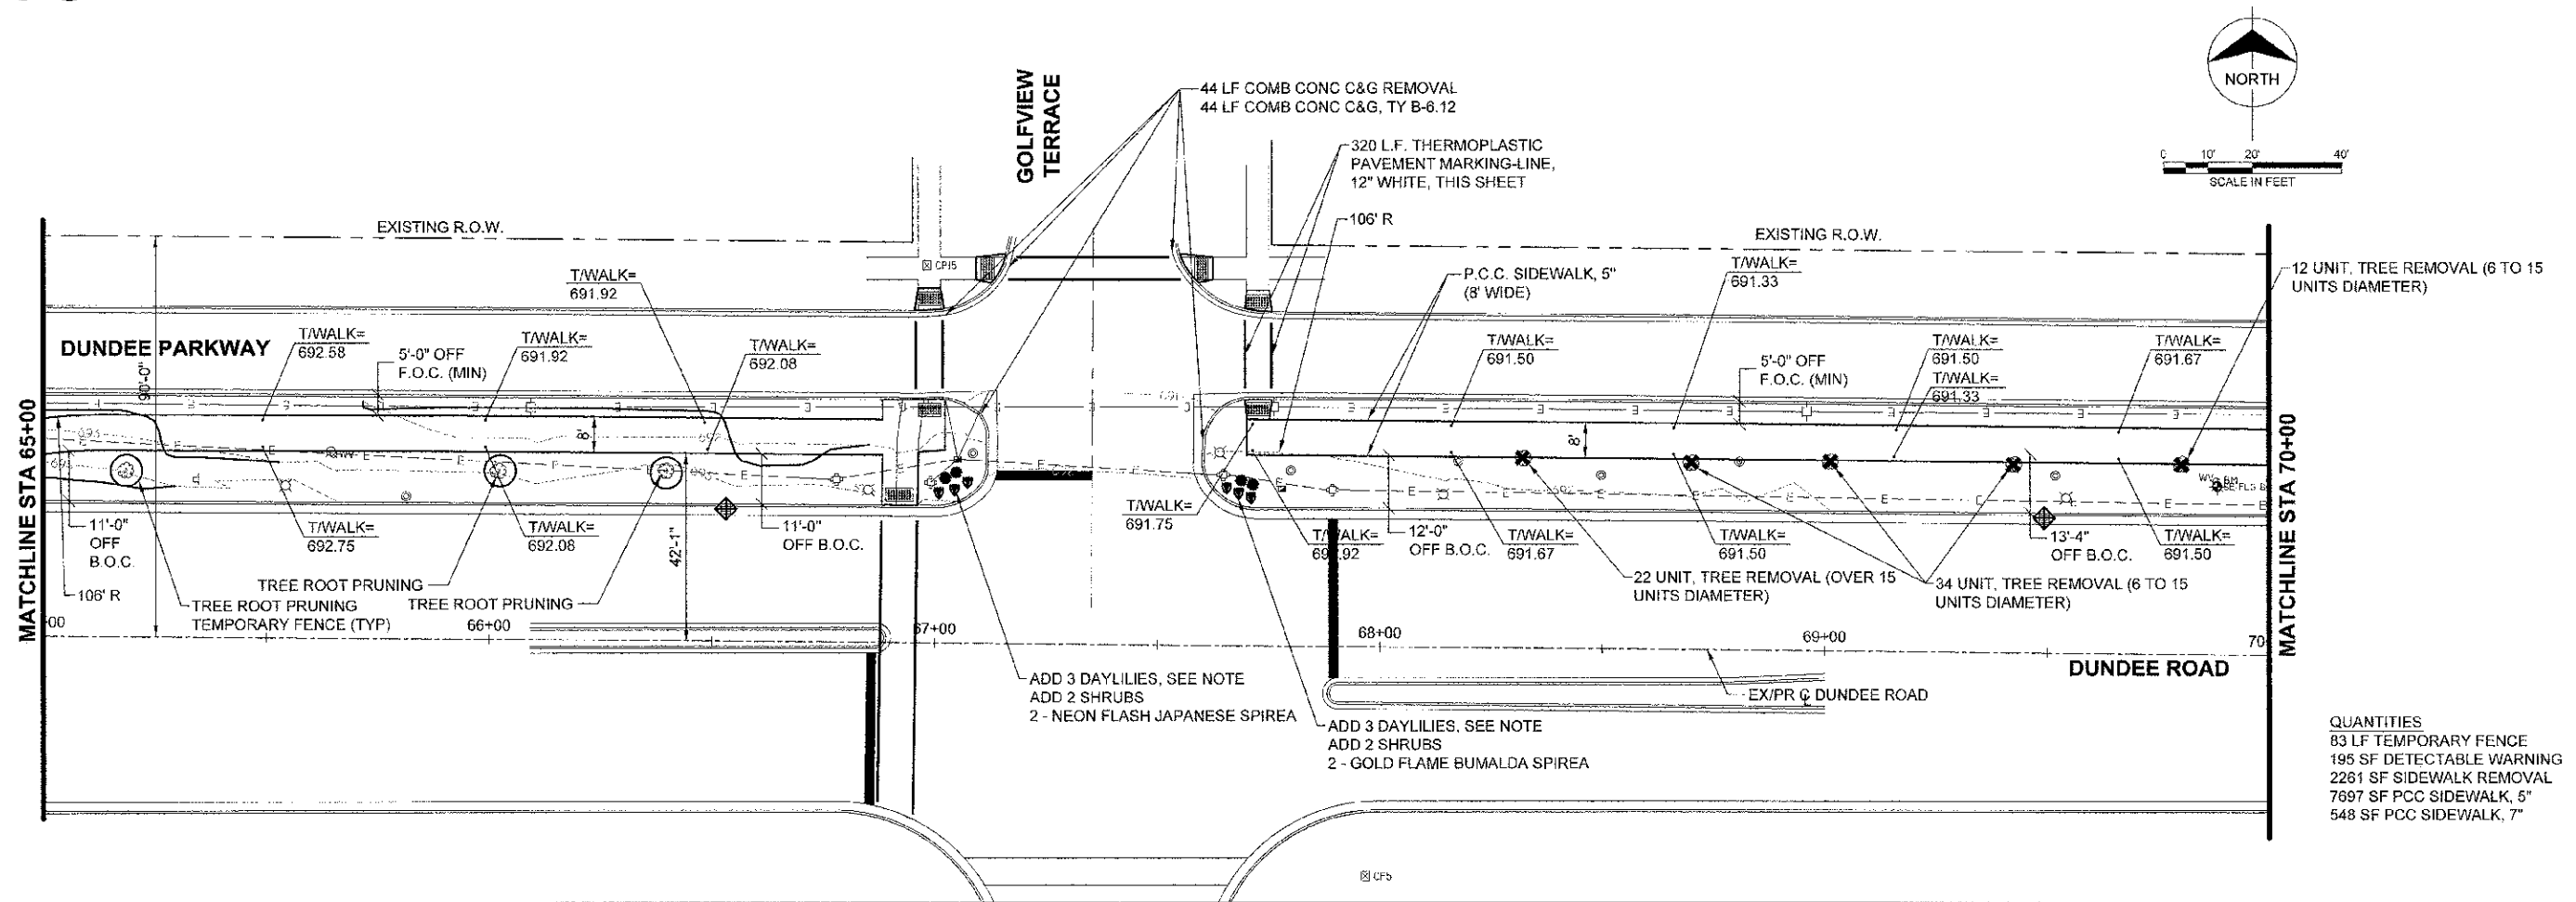 NORTH
0 10' 20' 40'
SCALE IN FEET
GOLFVIEW
TERRACE
44 LF COMB CONC C&G REMOVAL
44 LF COMB CONC C&G, TY B-6.12
320 L.F. THERMOPLASTIC
PAVEMENT MARKING-LINE,
12" WHITE, THIS SHEET
106' R
EXISTING R.O.W.
EXISTING R.O.W.
P.C.C. SIDEWALK, 5"
(8' WIDE)
12 UNIT, TREE REMOVAL (6 TO 15
UNITS DIAMETER)
T/WALK=
691.92
T/WALK=
691.33
DUNDEE PARKWAY
90'-0"
T/WALK=
692.58
5'-0" OFF
F.O.C. (MIN)
T/WALK=
691.92
T/WALK=
692.08
T/WALK=
691.50
5'-0" OFF
F.O.C. (MIN)
T/WALK=
691.50
T/WALK=
691.33
T/WALK=
691.67
8'
8'
MATCHLINE STA 65+00
MATCHLINE STA 70+00
11'-0"
OFF
B.O.C.
106' R
T/WALK=
692.75
T/WALK=
692.08
42'-1"
11'-0"
OFF B.O.C.
T/WALK=
691.75
12'-0"
OFF B.O.C.
T/WALK=
691.67
T/WALK=
691.50
13'-4"
OFF B.O.C.
T/WALK=
691.50
TREE ROOT PRUNING
TREE ROOT PRUNING
TEMPORARY FENCE (TYP)
TREE ROOT PRUNING
22 UNIT, TREE REMOVAL (OVER 15
UNITS DIAMETER)
34 UNIT, TREE REMOVAL (6 TO 15
UNITS DIAMETER)
66+00
67+00
68+00
69+00
70
DUNDEE ROAD
EX/PR ℄ DUNDEE ROAD
ADD 3 DAYLILIES, SEE NOTE
ADD 2 SHRUBS
2 - NEON FLASH JAPANESE SPIREA
ADD 3 DAYLILIES, SEE NOTE
ADD 2 SHRUBS
2 - GOLD FLAME BUMALDA SPIREA
QUANTITIES
83 LF TEMPORARY FENCE
195 SF DETECTABLE WARNING
2261 SF SIDEWALK REMOVAL
7697 SF PCC SIDEWALK, 5"
548 SF PCC SIDEWALK, 7"